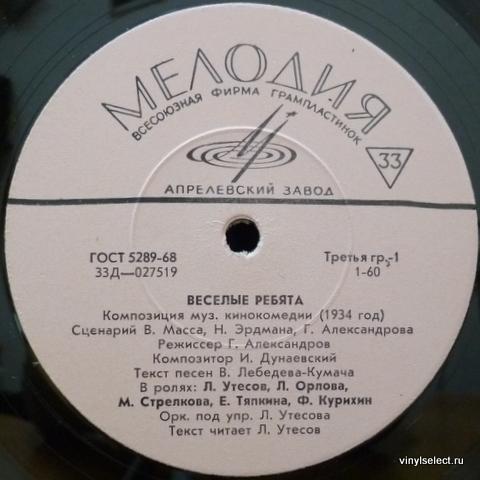 МЕЛОДИЯ
ВСЕСОЮЗНАЯ ФИРМА ГРАМПЛАСТИНОК
33
АПРЕЛЕВСКИЙ ЗАВОД
ГОСТ 5289-68
Третья гр.-1
33Д—027519
1-60
ВЕСЕЛЫЕ РЕБЯТА
Композиция муз. кинокомедии (1934 год)
Сценарий В. Масса, Н. Эрдмана, Г. Александрова
Режиссер Г. Александров
Композитор И. Дунаевский
Текст песен В. Лебедева-Кумача
В ролях: Л. Утесов, Л. Орлова,
М. Стрелкова, Е. Тяпкина, Ф. Курихин
Орк. под упр. Л. Утесова
Текст читает Л. Утесов
vinylselect.ru